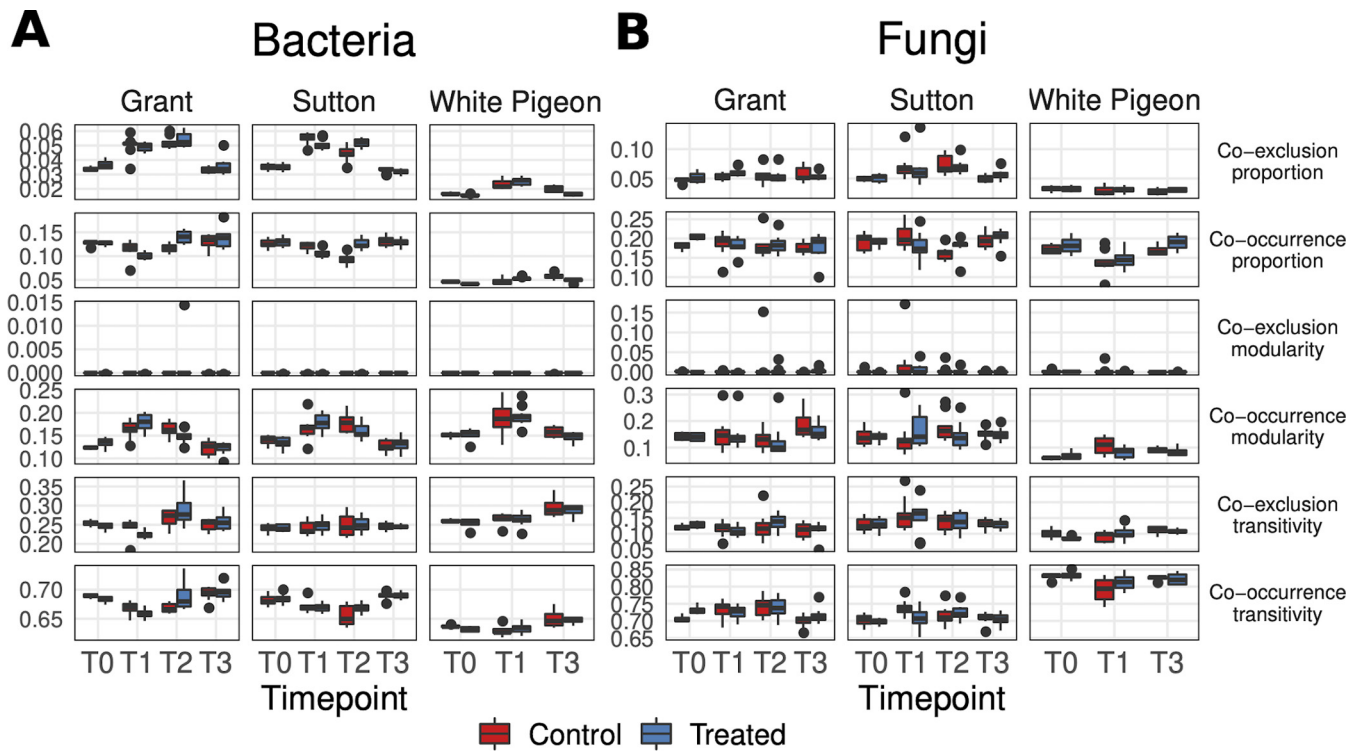 A
Bacteria
B
Fungi
Grant
Sutton
White Pigeon
Grant
Sutton
White Pigeon
0.06
0.05
0.04
0.03
0.02
0.15
0.10
0.05
0.015
0.010
0.005
0.000
0.25
0.20
0.15
0.10
0.35
0.30
0.25
0.20
0.70
0.65
0.10
0.05
0.25
0.20
0.15
0.10
0.15
0.10
0.05
0.00
0.3
0.2
0.1
0.25
0.20
0.15
0.10
0.05
0.85
0.80
0.75
0.70
0.65
Co−exclusion
proportion
Co−occurrence
proportion
Co−exclusion
modularity
Co−occurrence
modularity
Co−exclusion
transitivity
Co−occurrence
transitivity
T0 T1 T2 T3
T0 T1 T2 T3
T0 T1 T3
T0 T1 T2 T3
T0 T1 T2 T3
T0 T1 T3
Timepoint
Timepoint
Control
Treated